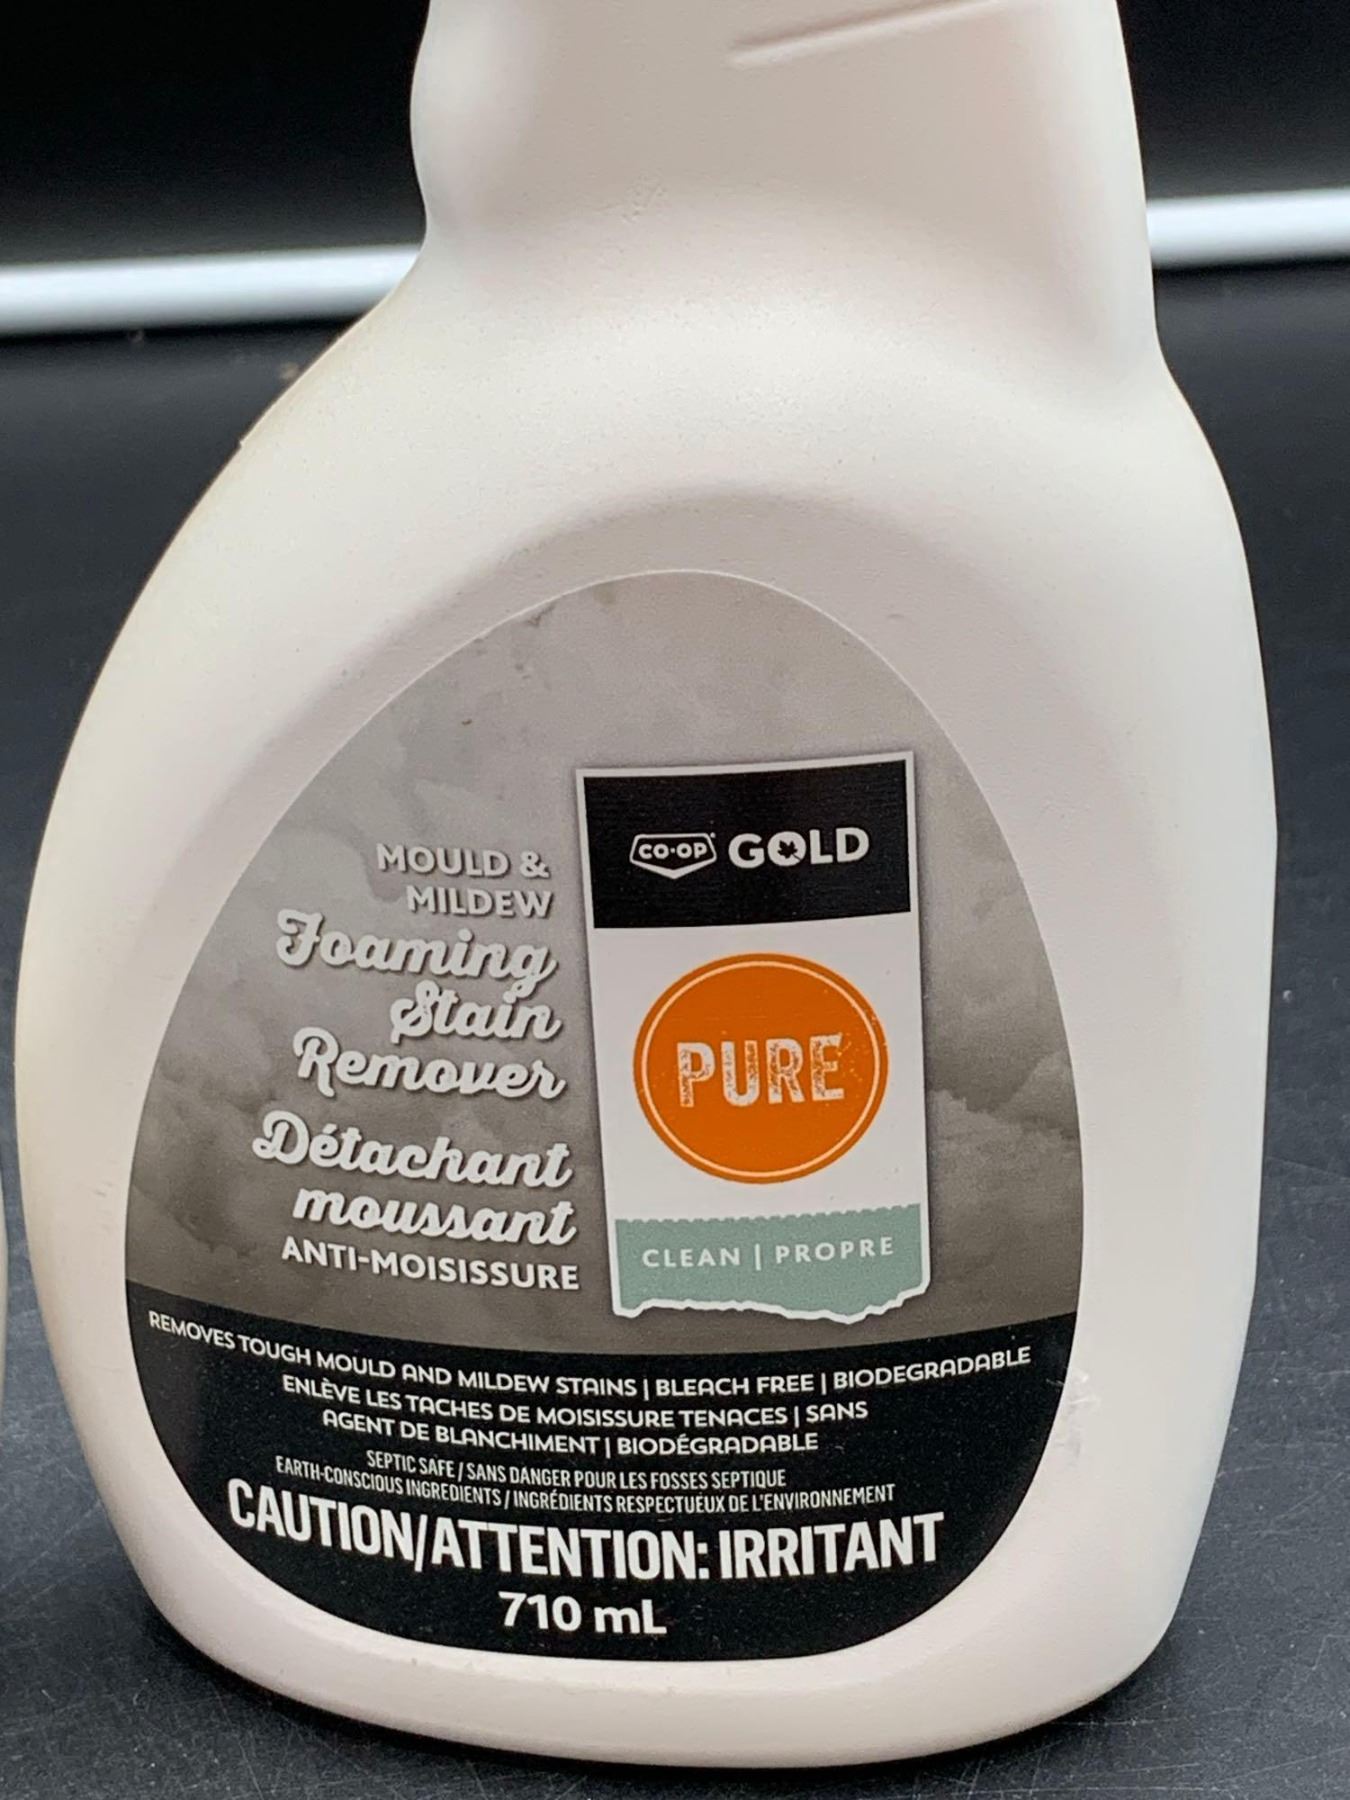 MOULD &
MILDEW
Foaming
Stain
Remover
Détachant
moussant
ANTI-MOISISSURE
CO-OP® GOLD
PURE
CLEAN | PROPRE
REMOVES TOUGH MOULD AND MILDEW STAINS | BLEACH FREE | BIODEGRADABLE
ENLÈVE LES TACHES DE MOISISSURE TENACES | SANS
AGENT DE BLANCHIMENT | BIODÉGRADABLE
SEPTIC SAFE / SANS DANGER POUR LES FOSSES SEPTIQUE
EARTH-CONSCIOUS INGREDIENTS / INGRÉDIENTS RESPECTUEUX DE L'ENVIRONNEMENT
CAUTION/ATTENTION: IRRITANT
710 mL